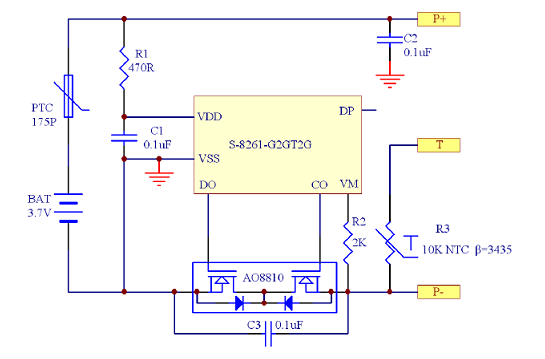 P+
C2
0.1uF
R1
470R
PTC
175P
C1
0.1uF
VDD
DP
S-8261-G2GT2G
VSS
T
DO
CO
VM
BAT
3.7V
R2
2K
R3
10K NTC β=3435
AO8810
P-
C3
0.1uF